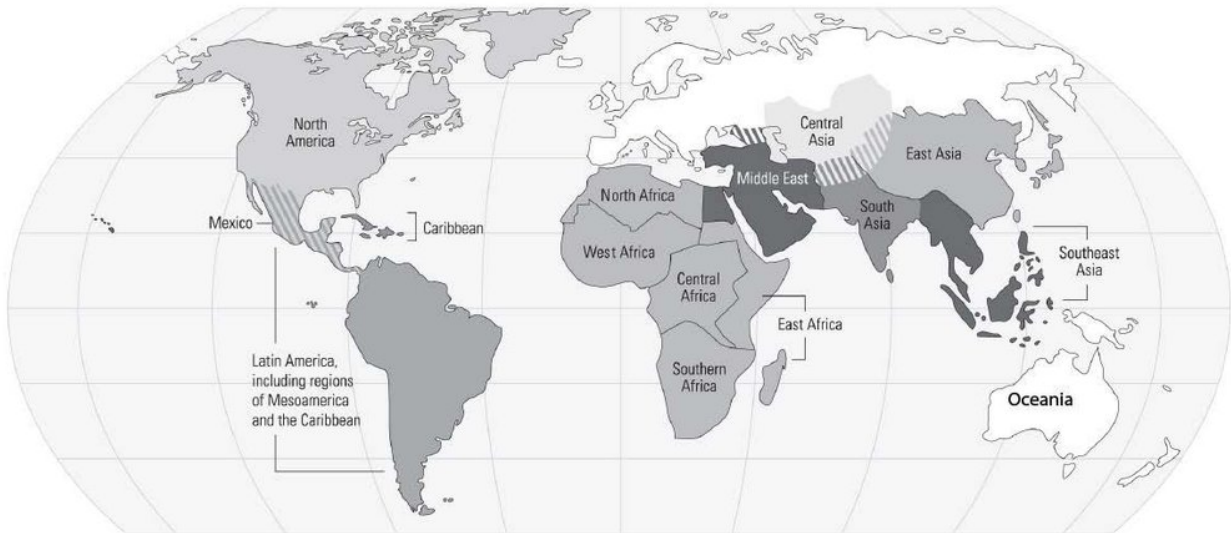 North
America
Central
Asia
East Asia
Middle East
North Africa
South
Asia
Mexico
Caribbean
West Africa
Southeast
Asia
Central
Africa
East Africa
Latin America,
including regions
of Mesoamerica
and the Caribbean
Southern
Africa
Oceania